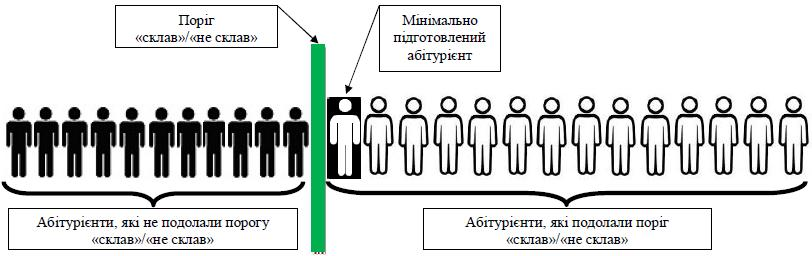 Поріг
«склав»/«не склав»
Мінімально
підготовлений
абітурієнт
Абітурієнти, які не подолали порогу
«склав»/«не склав»
Абітурієнти, які подолали поріг
«склав»/«не склав»